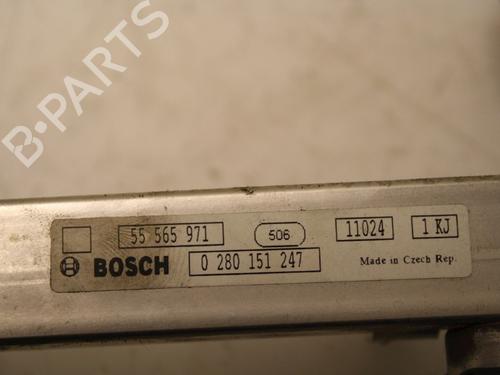 B-PARTS
55 565 971 506 11024 1 KJ
BOSCH 0 280 151 247 Made in Czech Rep.